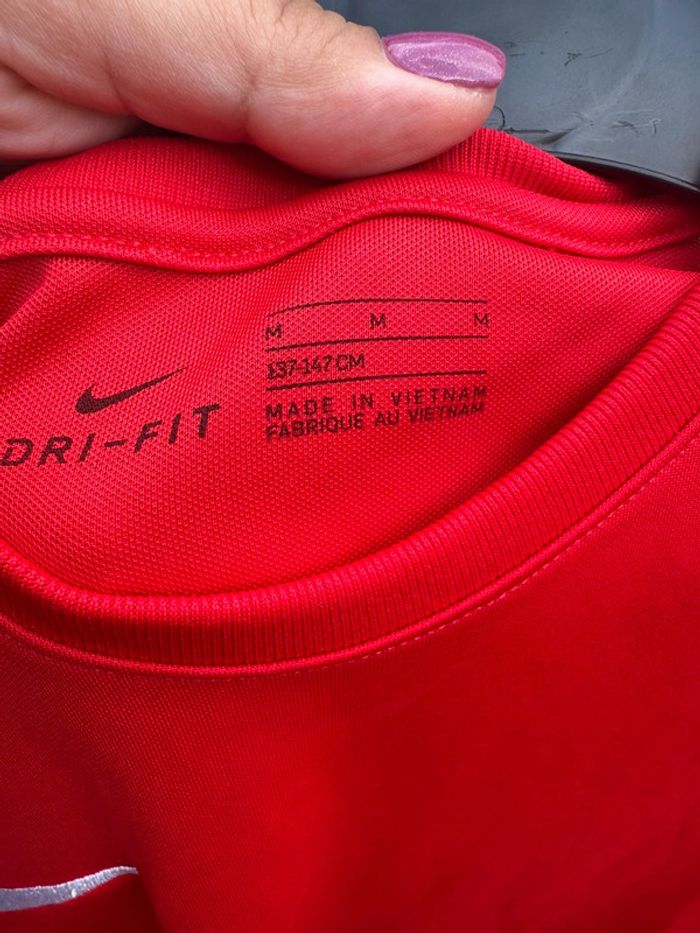 M M M
137-147 CM
MADE IN VIETNAM
FABRIQUE AU VIETNAM
DRI-FIT